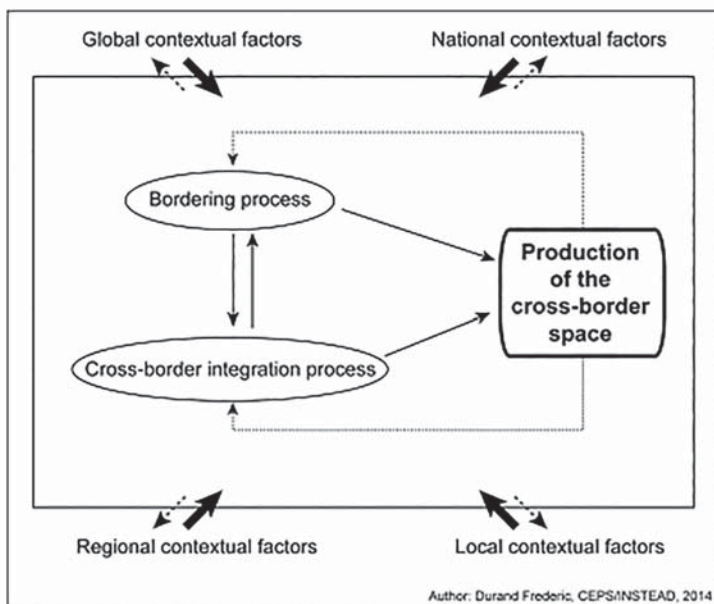 Global contextual factors
National contextual factors
Bordering process
Production
of the
cross-border
space
Cross-border integration process
Regional contextual factors
Local contextual factors
Author: Durand Frederic, CEPS/INSTEAD, 2014